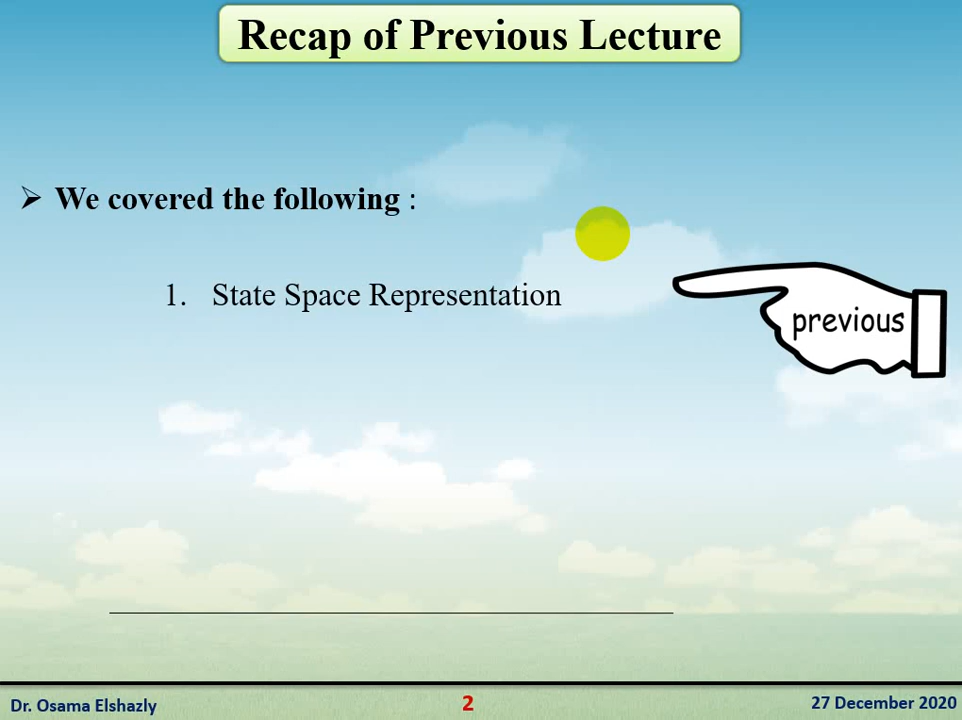 Recap of Previous Lecture
➢ We covered the following :
1. State Space Representation
previous
Dr. Osama Elshazly
2
27 December 2020